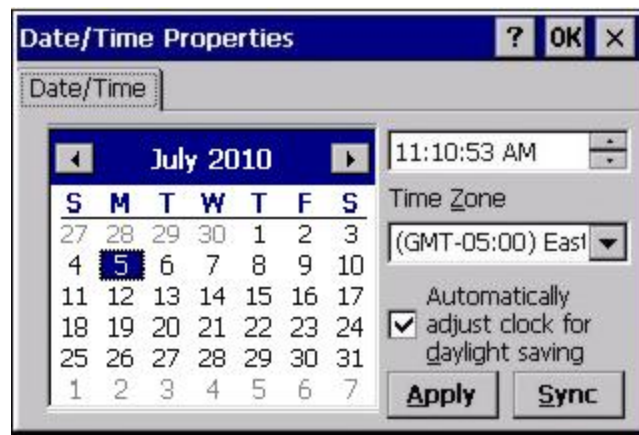 Date/Time Properties ? OK ×
Date/Time
July 2010
S M T W T F S
27 28 29 30 1 2 3
4 5 6 7 8 9 10
11 12 13 14 15 16 17
18 19 20 21 22 23 24
25 26 27 28 29 30 31
1 2 3 4 5 6 7
11:10:53 AM
Time Zone
(GMT-05:00) East
Automatically
adjust clock for
daylight saving
Apply Sync